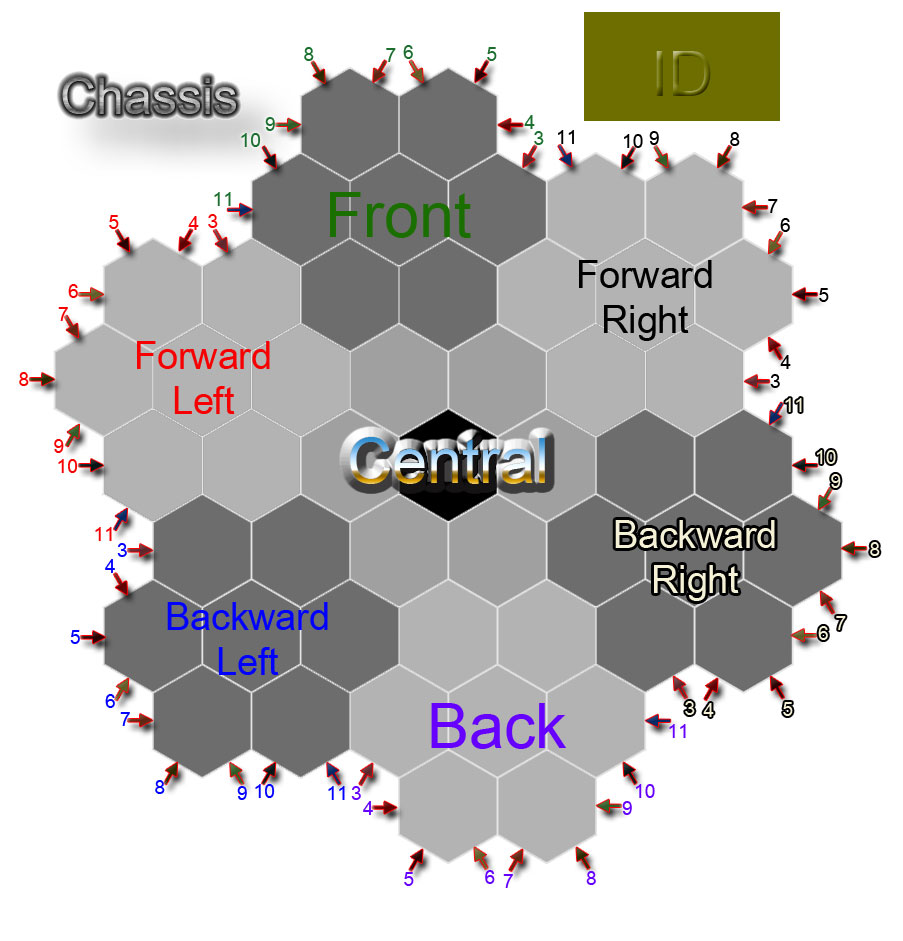 8 7 6 5
ID
Chassis
9 4
10 3 11 10 9 8
11 7
5 4 3 Front 6
Forward
6 5
7 Right
Forward 4
8 3
Left 11
9
10 Central 10
9
11 Backward
3 8
4 Right
Backward 7
5 6
Left
6 3 4 5
7 Back 11
8 9 10 11 3 10
4 9
5 6 7 8